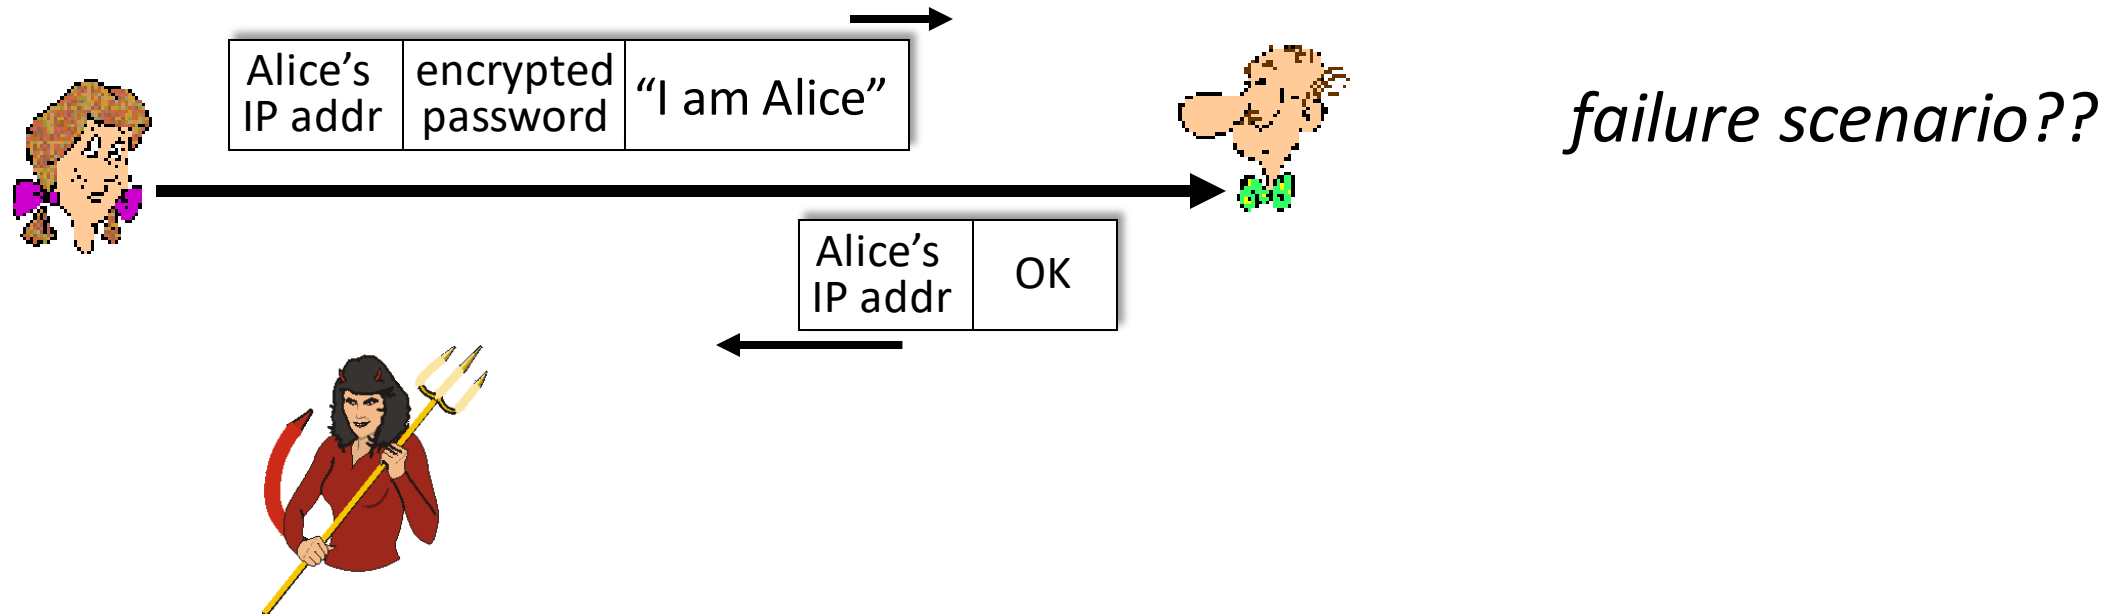 Alice’s
IP addr
encrypted
password
“I am Alice”
failure scenario??
Alice’s
IP addr
OK